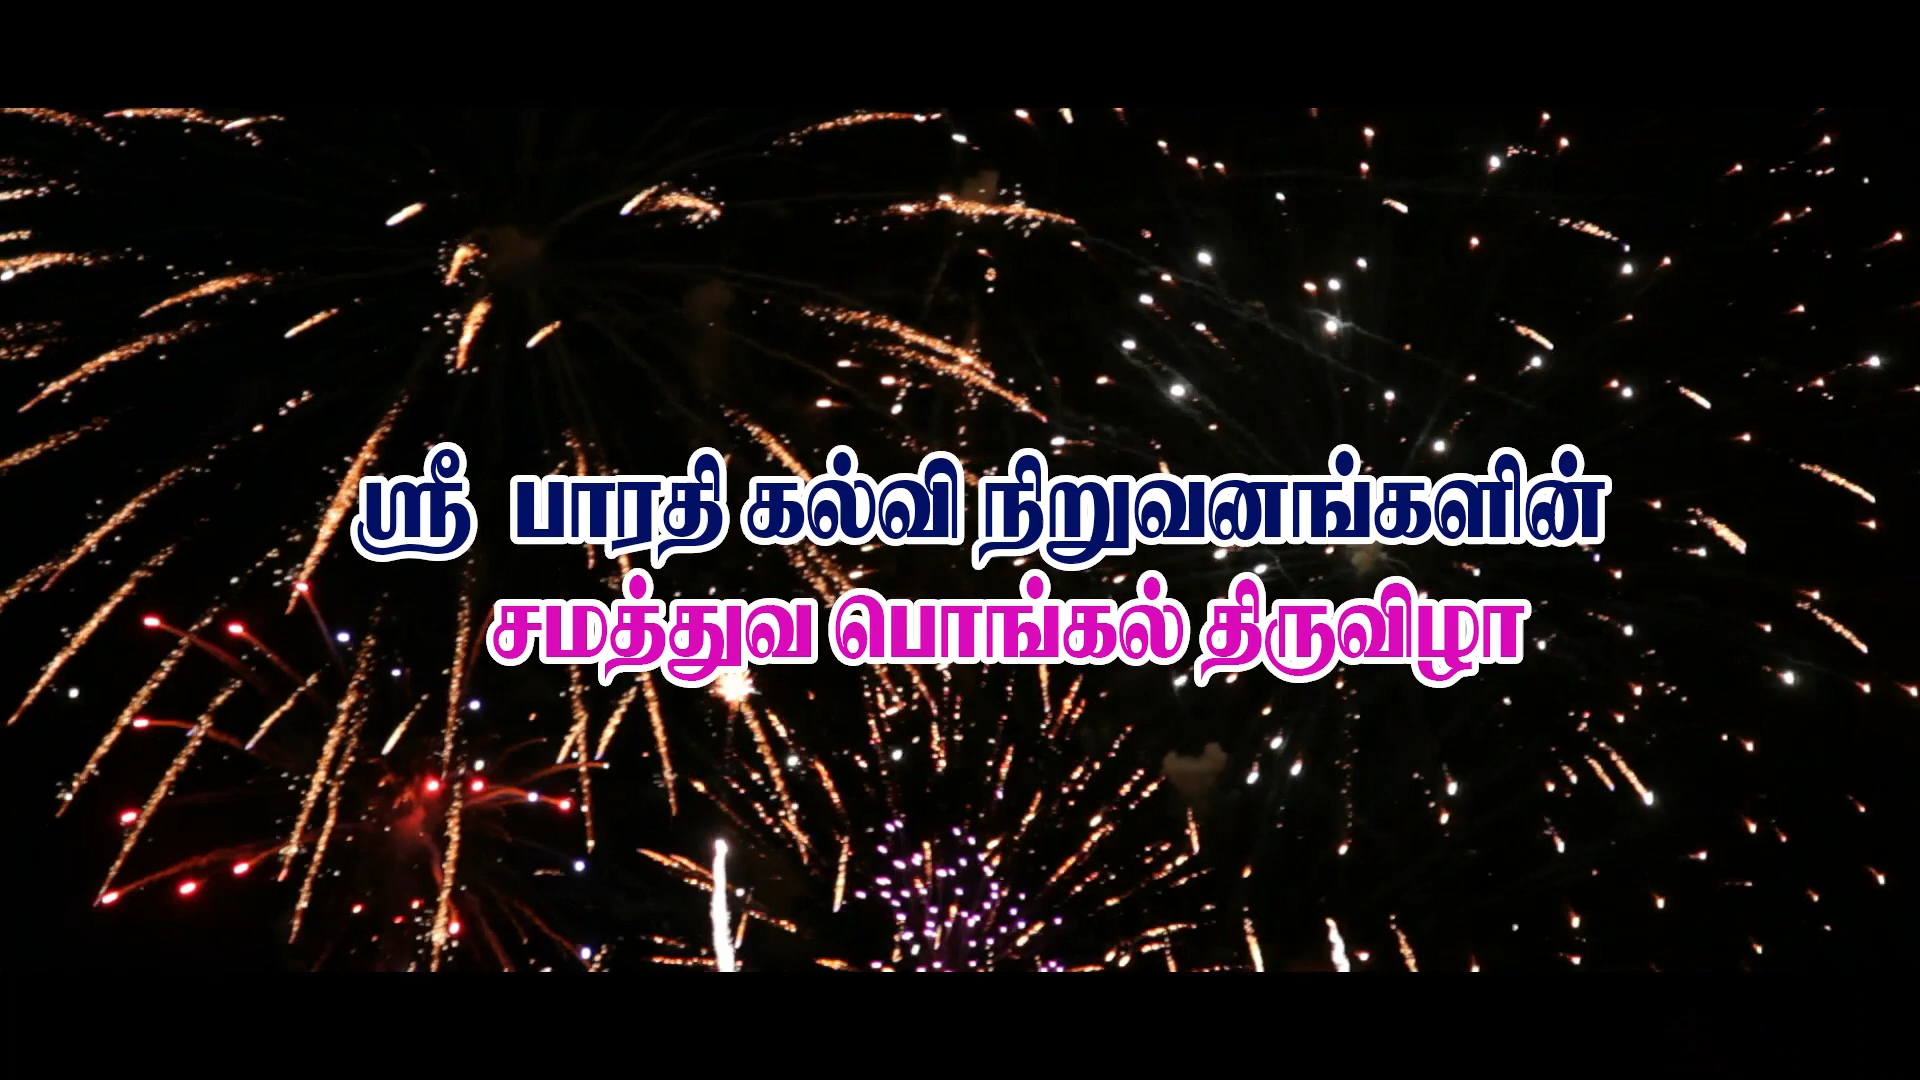 ஸ்ரீ பாரதி கல்வி நிறுவனங்களின்
சமத்துவ பொங்கல் திருவிழா